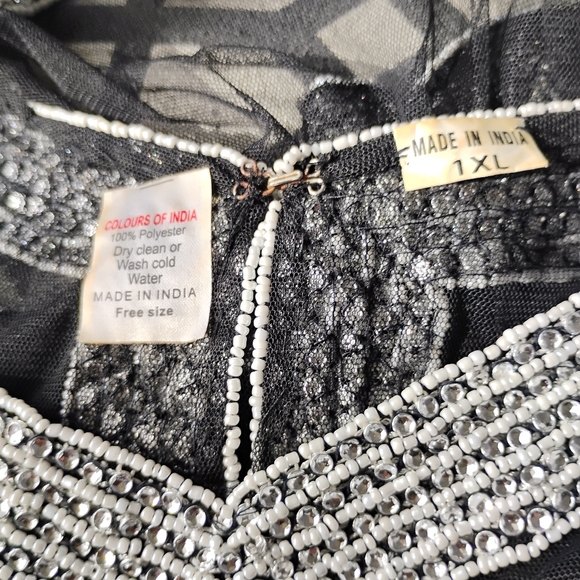 COLOURS OF INDIA
100% Polyester
Dry clean or
Wash cold
Water
MADE IN INDIA
Free size
MADE IN INDIA
1XL